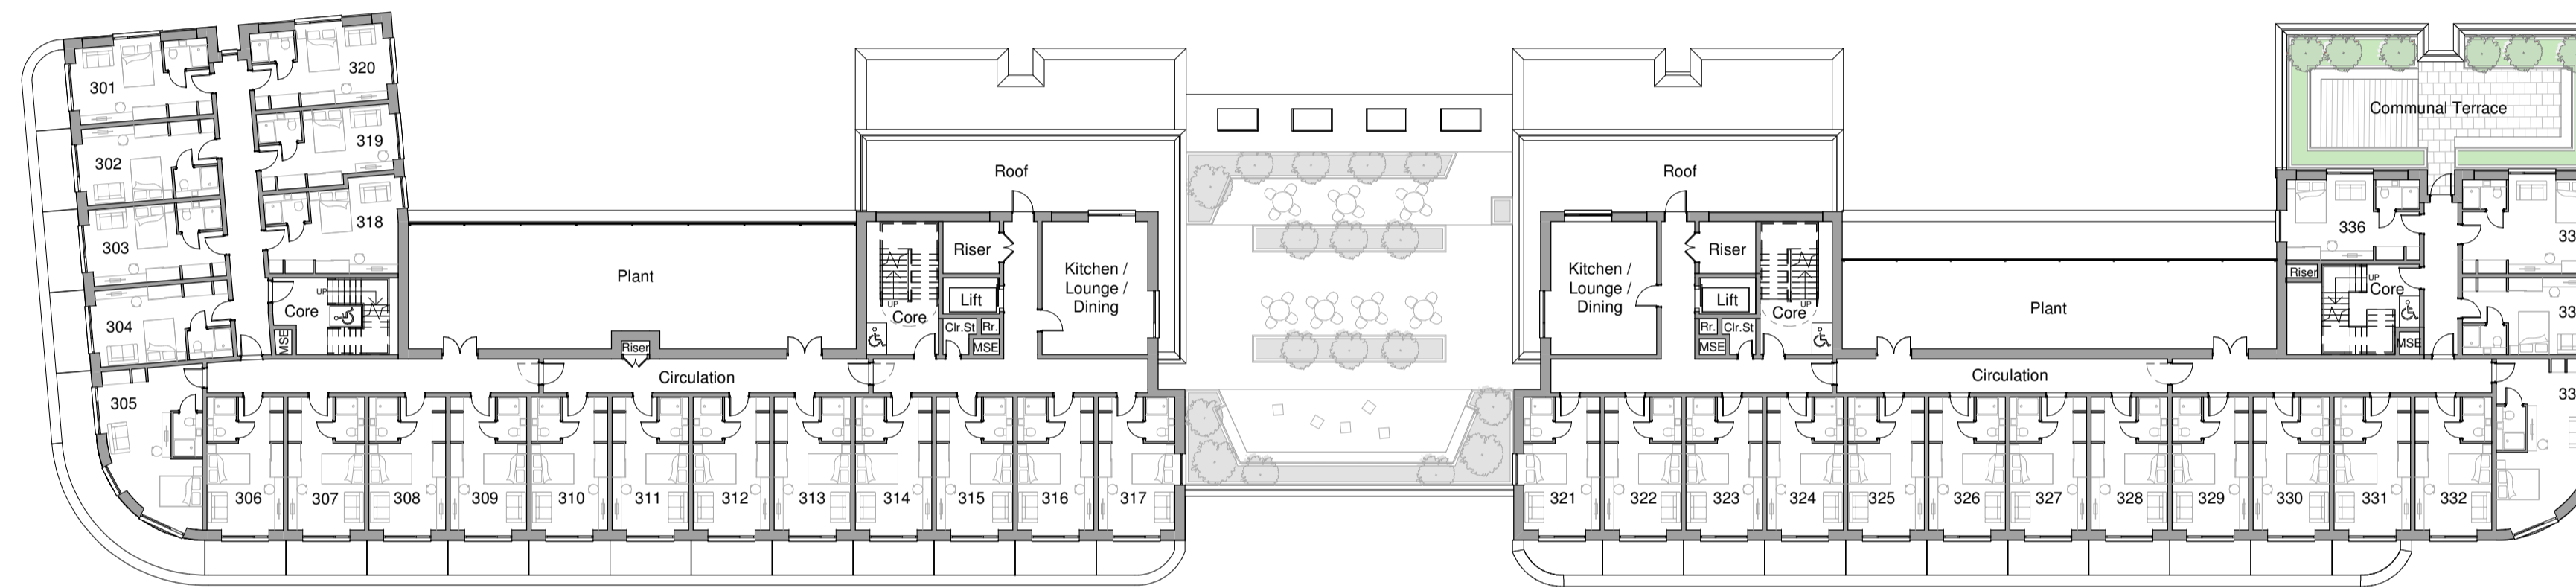 301
320
302
319
303
318
304
305
UP
Core
MSE
Plant
Riser
Circulation
Roof
Riser
Lift
UP
Core
Clr.St
Rr.
MSE
Kitchen /
Lounge /
Dining
306
307
308
309
310
311
312
313
314
315
316
317
Roof
Kitchen /
Lounge /
Dining
Riser
Lift
Rr.
Clr.St
MSE
UP
Core
Plant
Circulation
321
322
323
324
325
326
327
328
329
330
331
332
Communal Terrace
336
Riser
UP
Core
MSE
33
33
33